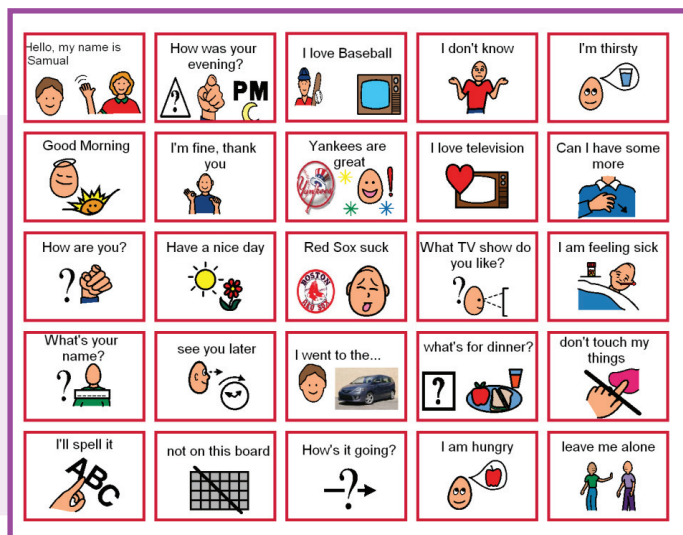 Hello, my name is
Samual
How was your
evening?
PM
I love Baseball
I don't know
I'm thirsty
Good Morning
I'm fine, thank
you
Yankees are
great
Yankees
I love television
Can I have some
more
How are you?
Have a nice day
Red Sox suck
BOSTON
RED SOX
What TV show do
you like?
I am feeling sick
What's your
name?
see you later
I went to the...
what's for dinner?
don't touch my
things
I'll spell it
ABC
not on this board
How's it going?
I am hungry
leave me alone